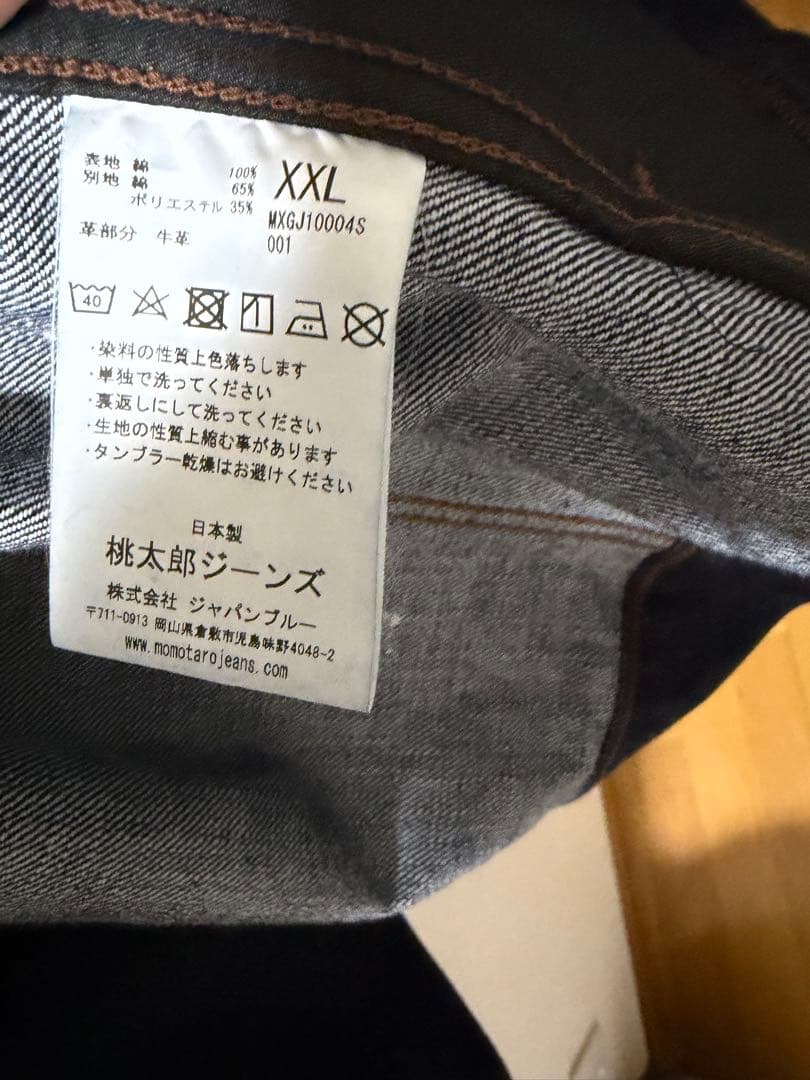 表地 綿 100%
別地 綿 65%
ポリエステル 35%
革部分 牛革
XXL
MXGJ10004S
001
40
・染料の性質上色落ちします
・単独で洗ってください
・裏返しにして洗ってください
・生地の性質上縮む事があります
・タンブラー乾燥はお避けください
日本製
桃太郎ジーンズ
株式会社 ジャパンブルー
〒711-0913 岡山県倉敷市児島味野4048-2
www.momotarojeans.com